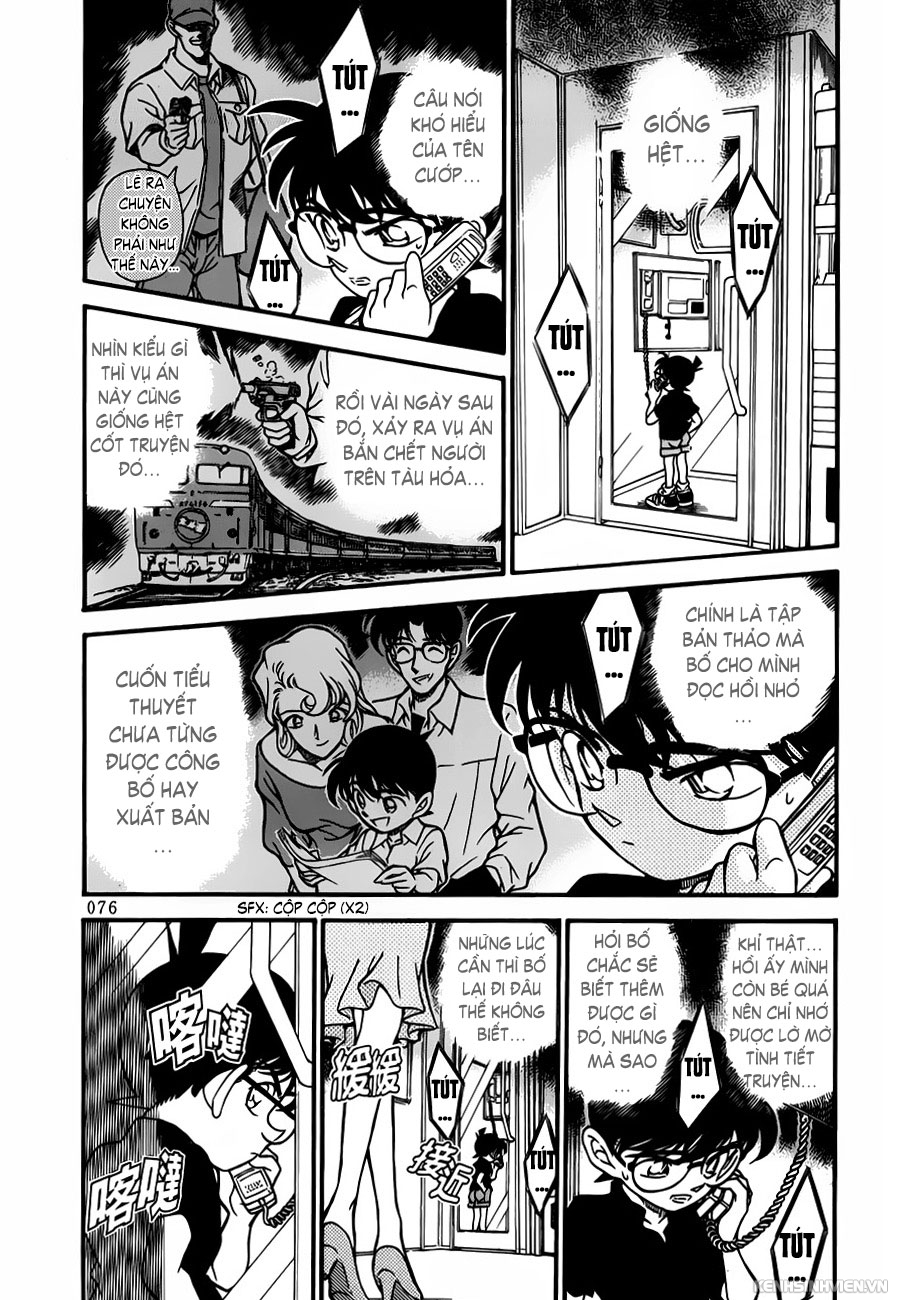 GIỐNG
HỆT...
TÚT
...
TÚT
...
CÂU NÓI
KHÓ HIỂU
CỦA TÊN
CƯỚP...
TÚT
...
TÚT
...
LẼ RA
CHUYỆN
KHÔNG
PHẢI NHƯ
THẾ NÀY...
RỒI VÀI NGÀY SAU
ĐÓ, XẢY RA VỤ ÁN
BẮN CHẾT NGƯỜI
TRÊN TÀU HỎA...
NHÌN KIỂU GÌ
THÌ VỤ ÁN
NÀY CŨNG
GIỐNG HỆT
CỐT TRUYỆN
ĐÓ...
CHÍNH LÀ TẬP
BẢN THẢO MÀ
BỐ CHO MÌNH
ĐỌC HỒI NHỎ
...
TÚT
...
CUỐN TIỂU
THUYẾT
CHƯA TỪNG
ĐƯỢC CÔNG
BỐ HAY
XUẤT BẢN
...
076
SFX: CỘP CỘP (X2)
KHỈ THẬT...
HỒI ẤY MÌNH
CÒN BÉ QUÁ
NÊN CHỈ NHỚ
ĐƯỢC LỜ MỜ
TÌNH TIẾT
TRUYỆN...
TÚT
...
HỎI BỐ
CHẮC SẼ
BIẾT THÊM
ĐƯỢC GÌ
ĐÓ, NHƯNG
MÀ SAO
...
TÚT
...
NHỮNG LÚC
CẦN THÌ BỐ
LẠI ĐI ĐÂU
THẾ KHÔNG
BIẾT...
TÚT
...
TÚT
...
緩緩
接近
喀噠
喀噠
KENHSINHVIEN.VN